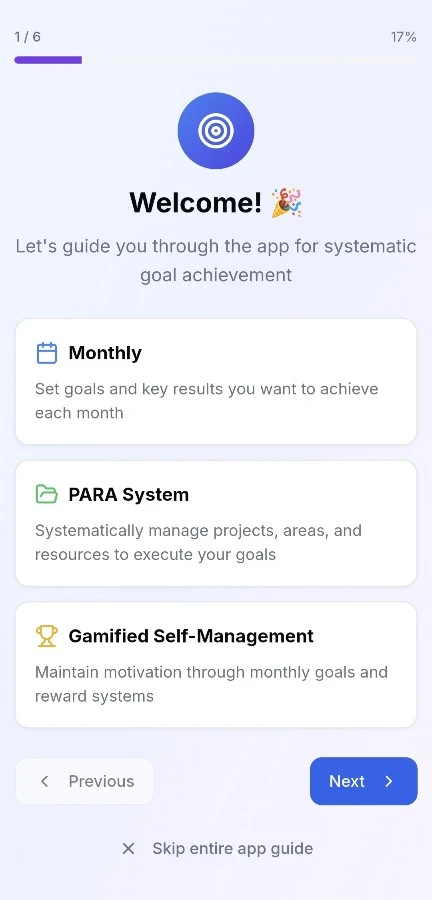 1 / 6
17%
Welcome! 🎉
Let's guide you through the app for systematic
goal achievement
Monthly
Set goals and key results you want to achieve
each month
PARA System
Systematically manage projects, areas, and
resources to execute your goals
Gamified Self-Management
Maintain motivation through monthly goals and
reward systems
Previous
Next
Skip entire app guide